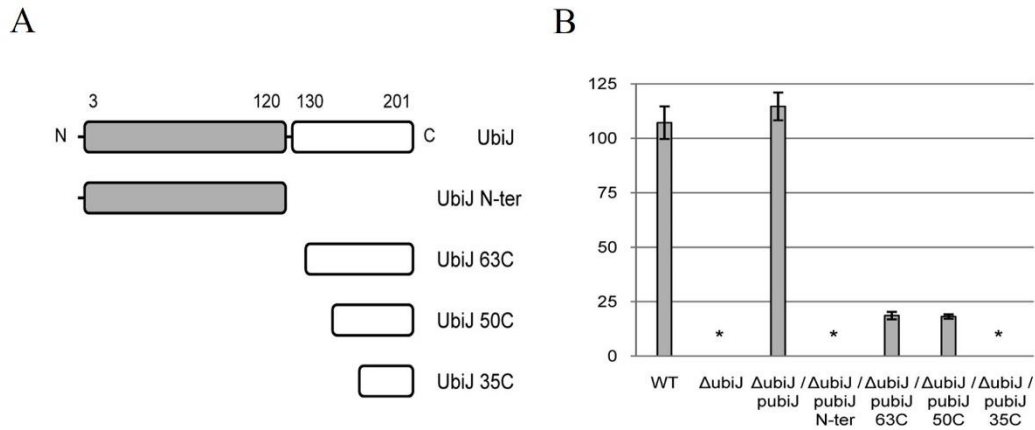 A
3 120 130 201
N C UbiJ
UbiJ N-ter
UbiJ 63C
UbiJ 50C
UbiJ 35C
B
125
100
75
50
25
0
* * *
WT ΔubiJ ΔubiJ / ΔubiJ / ΔubiJ / ΔubiJ / ΔubiJ /
pubiJ pubiJ pubiJ pubiJ pubiJ
N-ter 63C 50C 35C